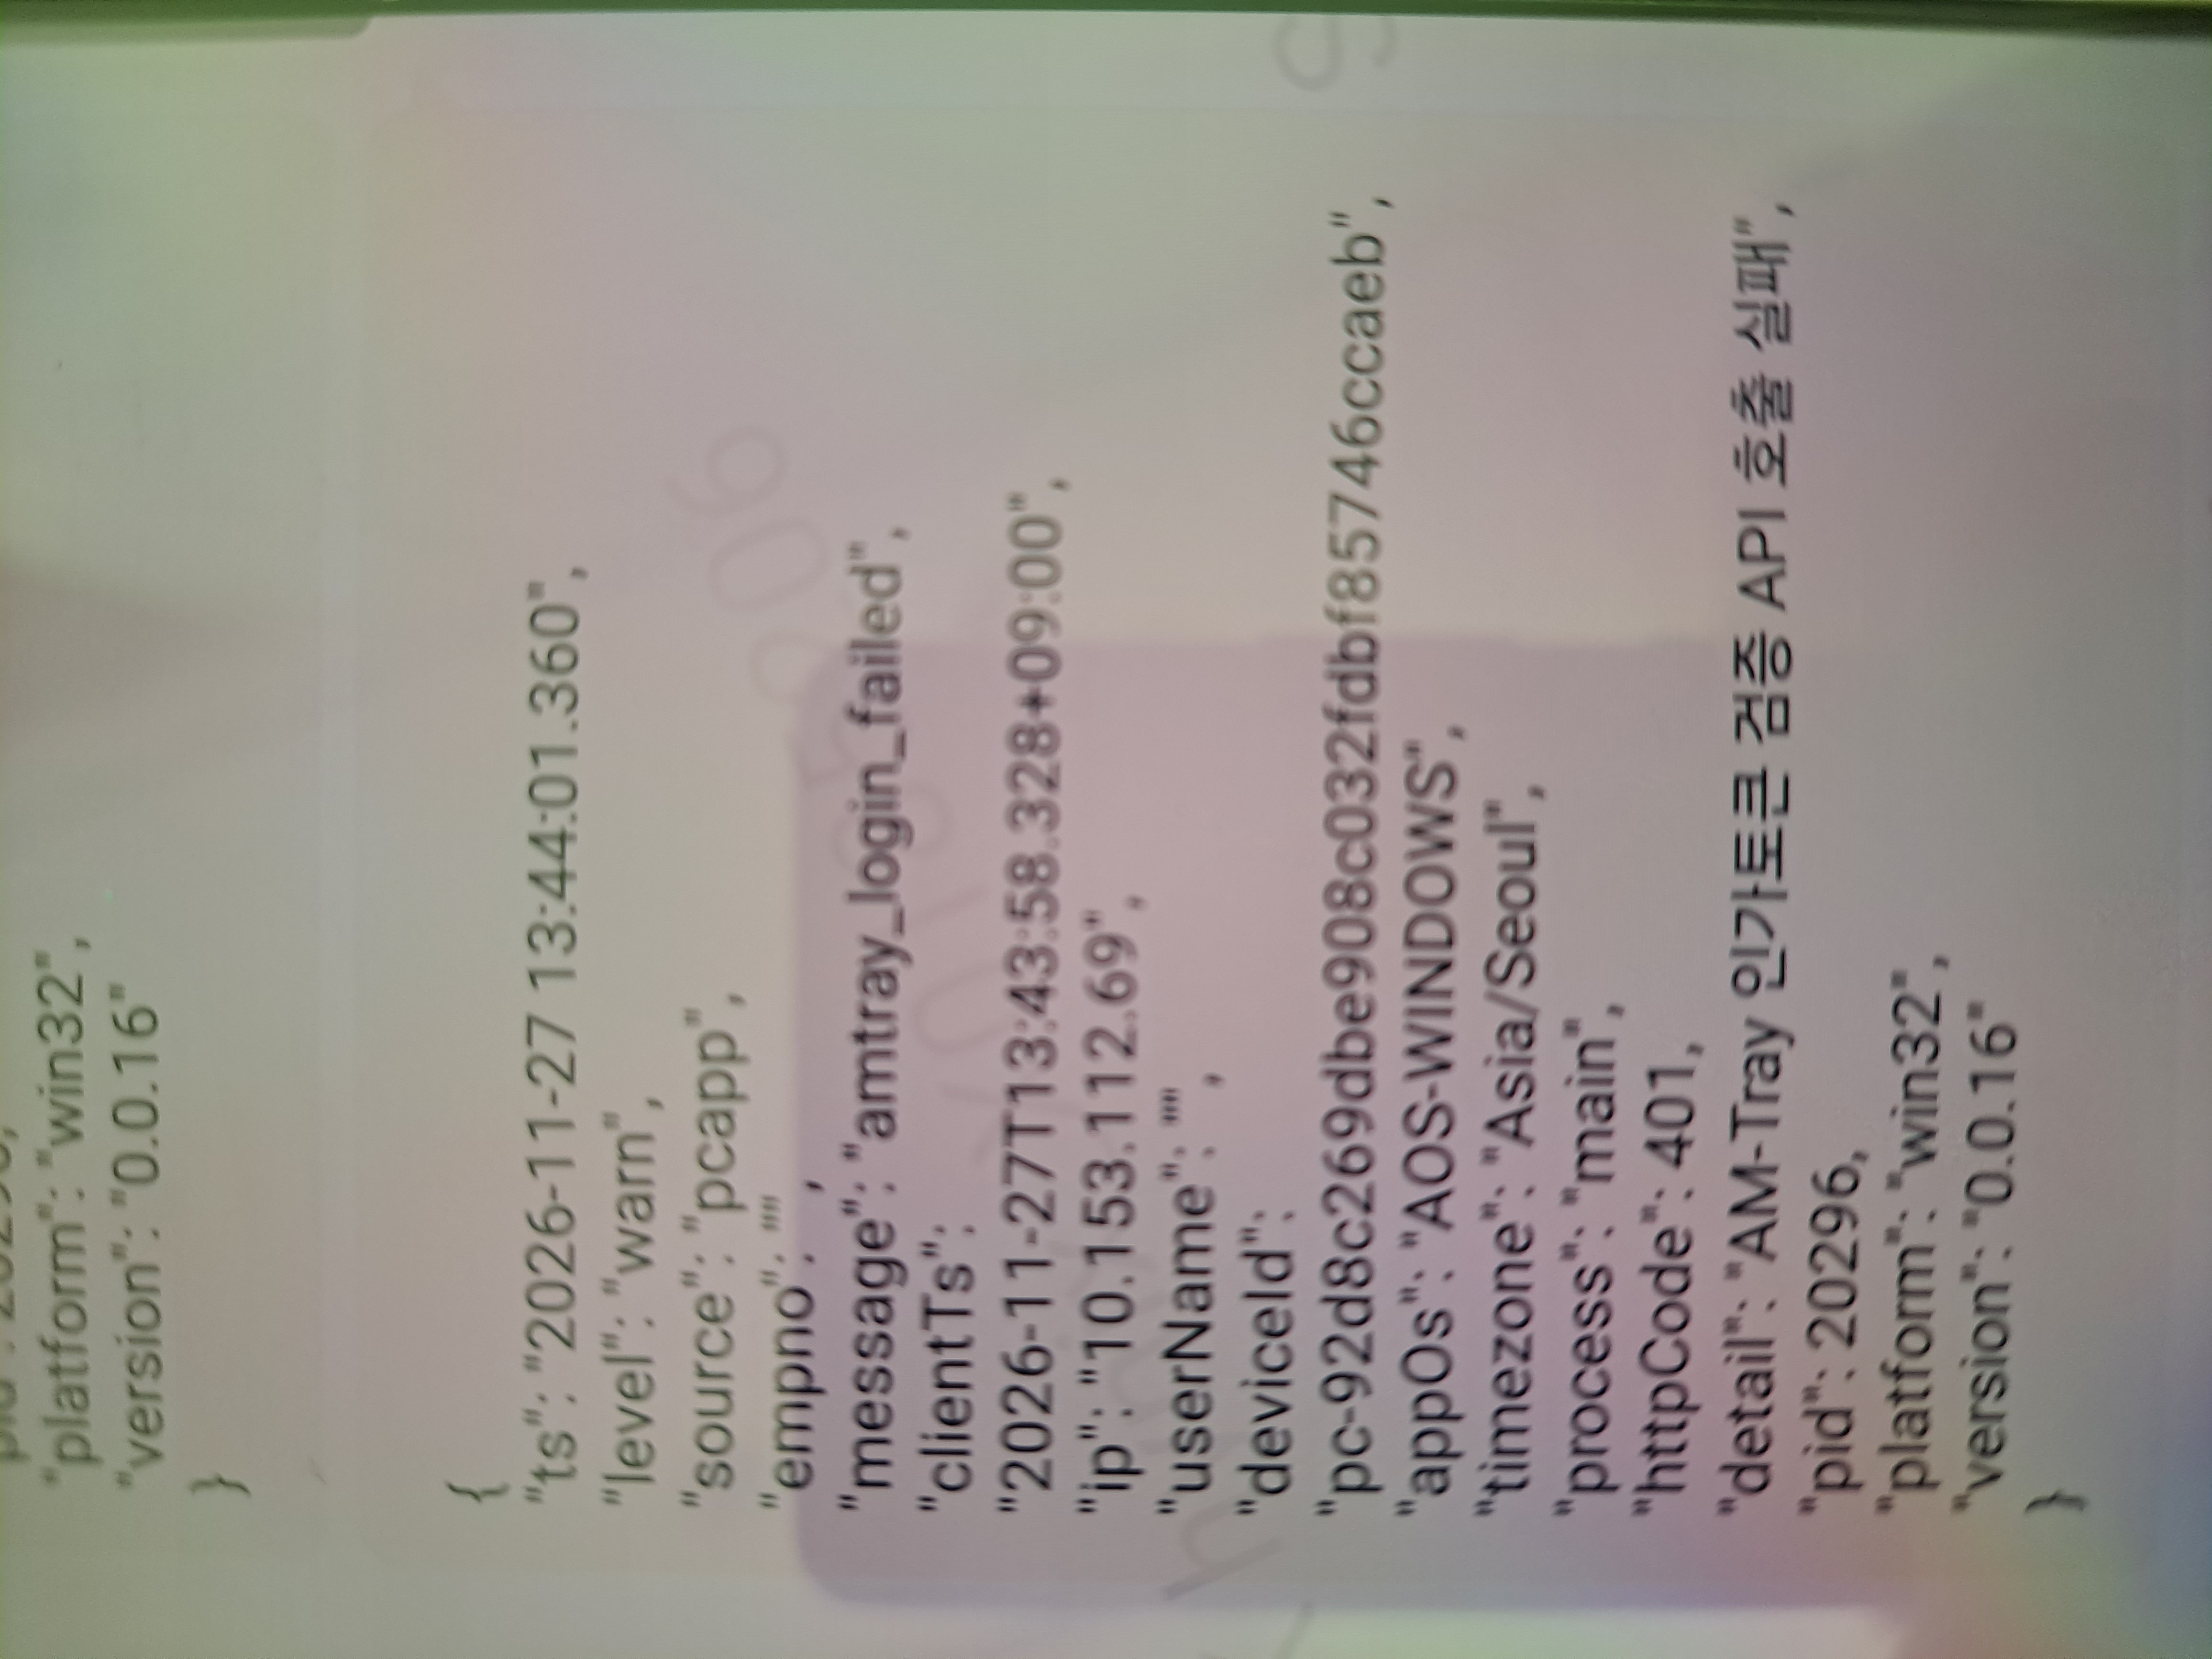 "platform": "win32",
"version": "0.0.16"
}
{
"ts": "2026-11-27 13:44:01.360",
"level": "warn",
"source": "pcapp",
"empno": "",
"message": "amtray_login_failed",
"clientTs":
"2026-11-27T13:43:58.328+09:00",
"ip": "10.153.112.69",
"userName": "",
"deviceId":
"pc-92d8c269dbe908c032fdbf85746ccaeb",
"appOs": "AOS-WINDOWS",
"timezone": "Asia/Seoul",
"process": "main",
"httpCode": 401,
"detail": "AM-Tray 인가토큰 검증 API 호출 실패",
"pid": 20296,
"platform": "win32",
"version": "0.0.16"
}